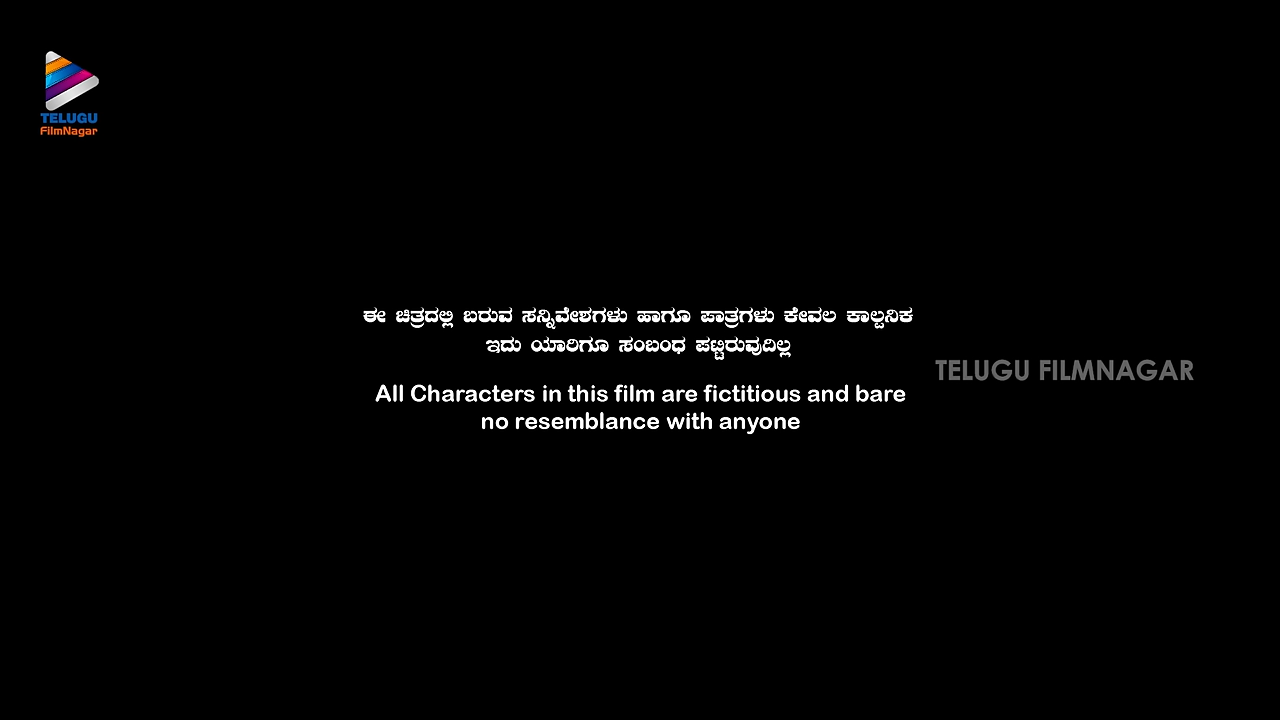 TELUGU
FilmNagar
ಈ ಚಿತ್ರದಲ್ಲಿ ಬರುವ ಸನ್ನಿವೇಶಗಳು ಹಾಗೂ ಪಾತ್ರಗಳು ಕೇವಲ ಕಾಲ್ಪನಿಕ
ಇದು ಯಾರಿಗೂ ಸಂಬಂಧ ಪಟ್ಟಿರುವುದಿಲ್ಲ
TELUGU FILMNAGAR
All Characters in this film are fictitious and bare
no resemblance with anyone